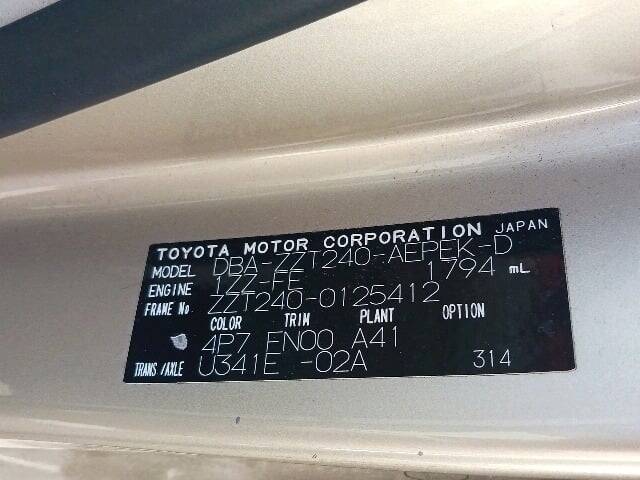 TOYOTA MOTOR CORPORATION JAPAN
MODEL DBA-ZZT240-AEPEK-D
ENGINE 1ZZ-FE 1794 mL
FRAME No ZZT240-0125412
COLOR TRIM PLANT OPTION
4P7 EN00 A41
TRANS/AXLE U341E -02A 314